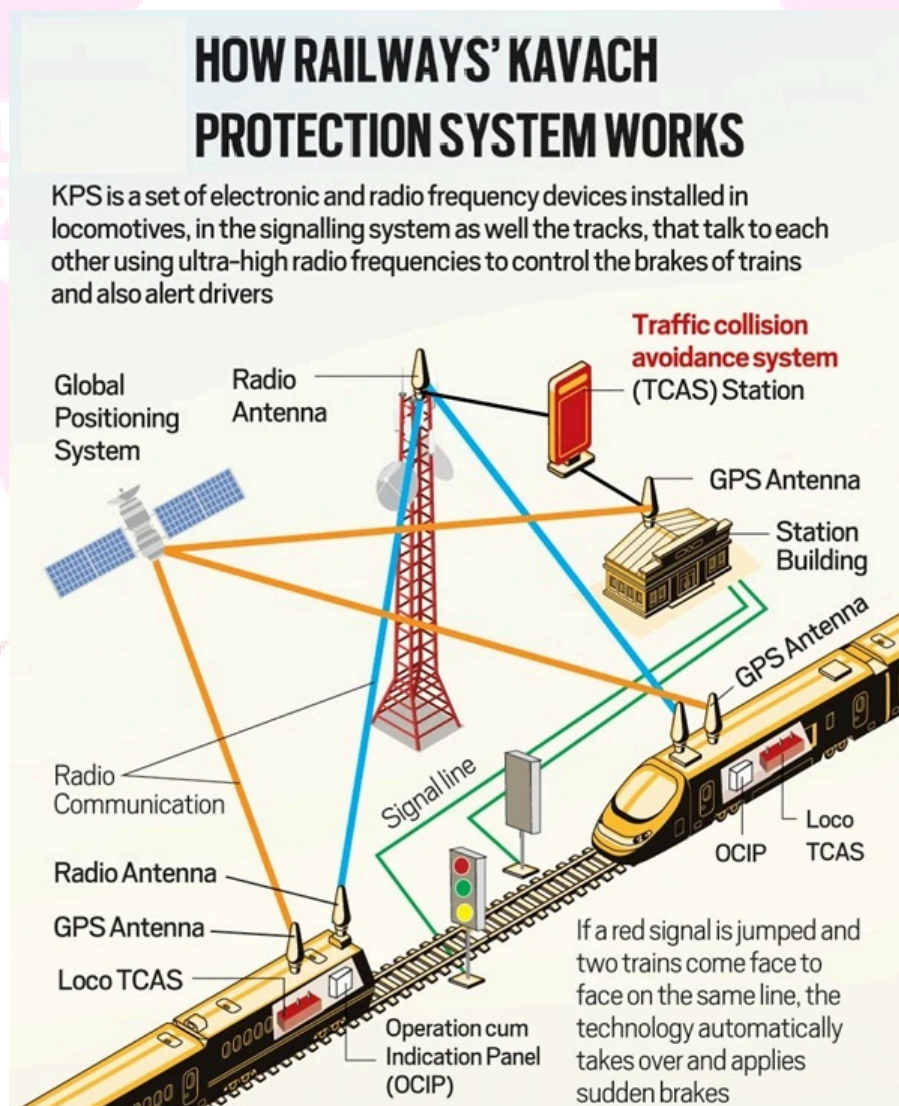 HOW RAILWAYS' KAVACH
PROTECTION SYSTEM WORKS
KPS is a set of electronic and radio frequency devices installed in
locomotives, in the signalling system as well the tracks, that talk to each
other using ultra-high radio frequencies to control the brakes of trains
and also alert drivers
Traffic collision
avoidance system
(TCAS) Station
Global
Positioning
System
Radio
Antenna
GPS Antenna
Station
Building
GPS Antenna
Radio
Communication
Signal line
Loco
TCAS
OCIP
Radio Antenna
GPS Antenna
Loco TCAS
Operation cum
Indication Panel
(OCIP)
If a red signal is jumped and
two trains come face to
face on the same line, the
technology automatically
takes over and applies
sudden brakes